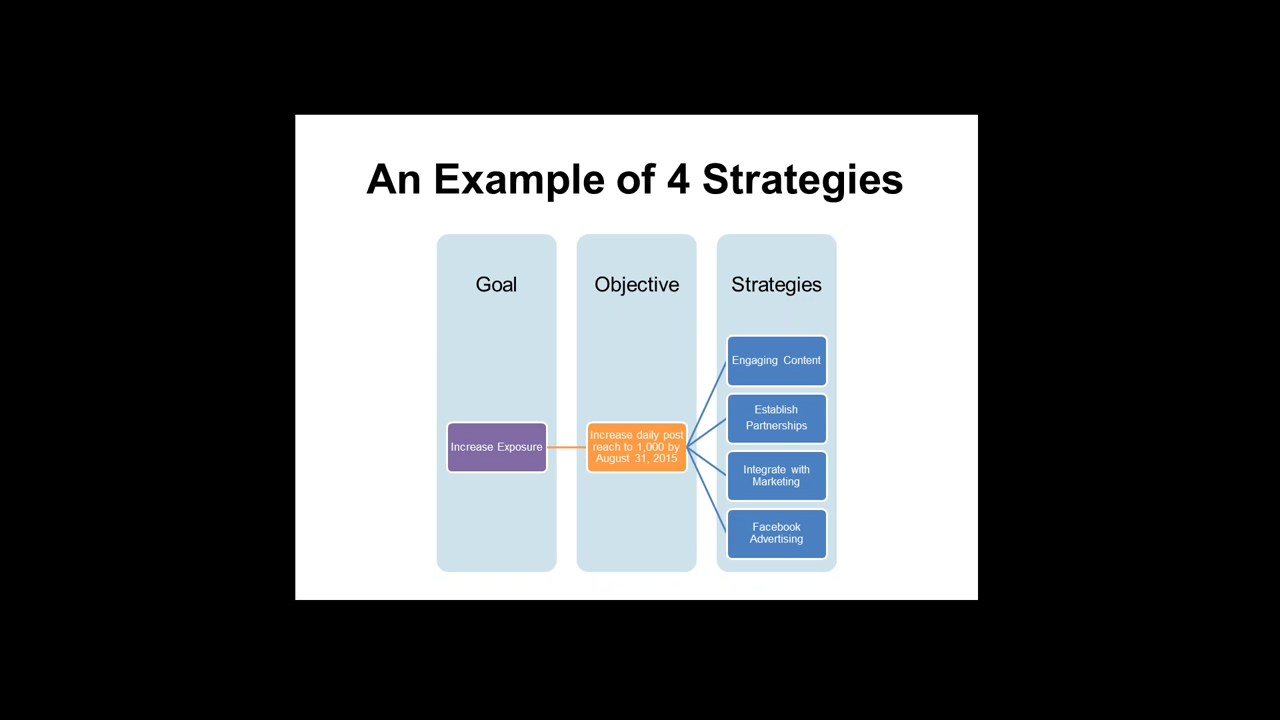 An Example of 4 Strategies
Goal
Objective
Strategies
Increase Exposure
Increase daily post
reach to 1,000 by
August 31, 2015
Engaging Content
Establish
Partnerships
Integrate with
Marketing
Facebook
Advertising